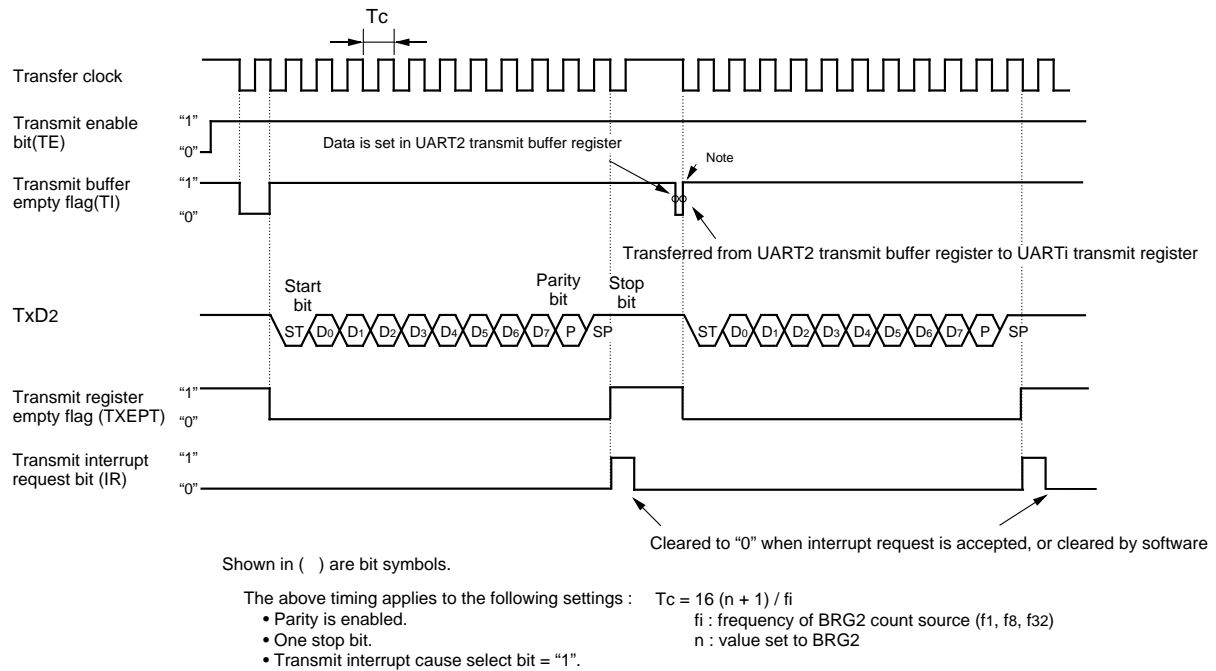 Tc
Transfer clock
Transmit enable
bit(TE)
“1”
“0”
Data is set in UART2 transmit buffer register
Note
Transmit buffer
empty flag(TI)
“1”
“0”
Transferred from UART2 transmit buffer register to UARTi transmit register
Start
bit
Parity
bit
Stop
bit
TxD2
ST D0 D1 D2 D3 D4 D5 D6 D7 P SP
ST D0 D1 D2 D3 D4 D5 D6 D7 P SP
Transmit register
empty flag (TXEPT)
“1”
“0”
Transmit interrupt
request bit (IR)
“1”
“0”
Cleared to “0” when interrupt request is accepted, or cleared by software
Shown in ( ) are bit symbols.
The above timing applies to the following settings :
• Parity is enabled.
• One stop bit.
• Transmit interrupt cause select bit = “1”.
Tc = 16 (n + 1) / fi
fi : frequency of BRG2 count source (f1, f8, f32)
n : value set to BRG2